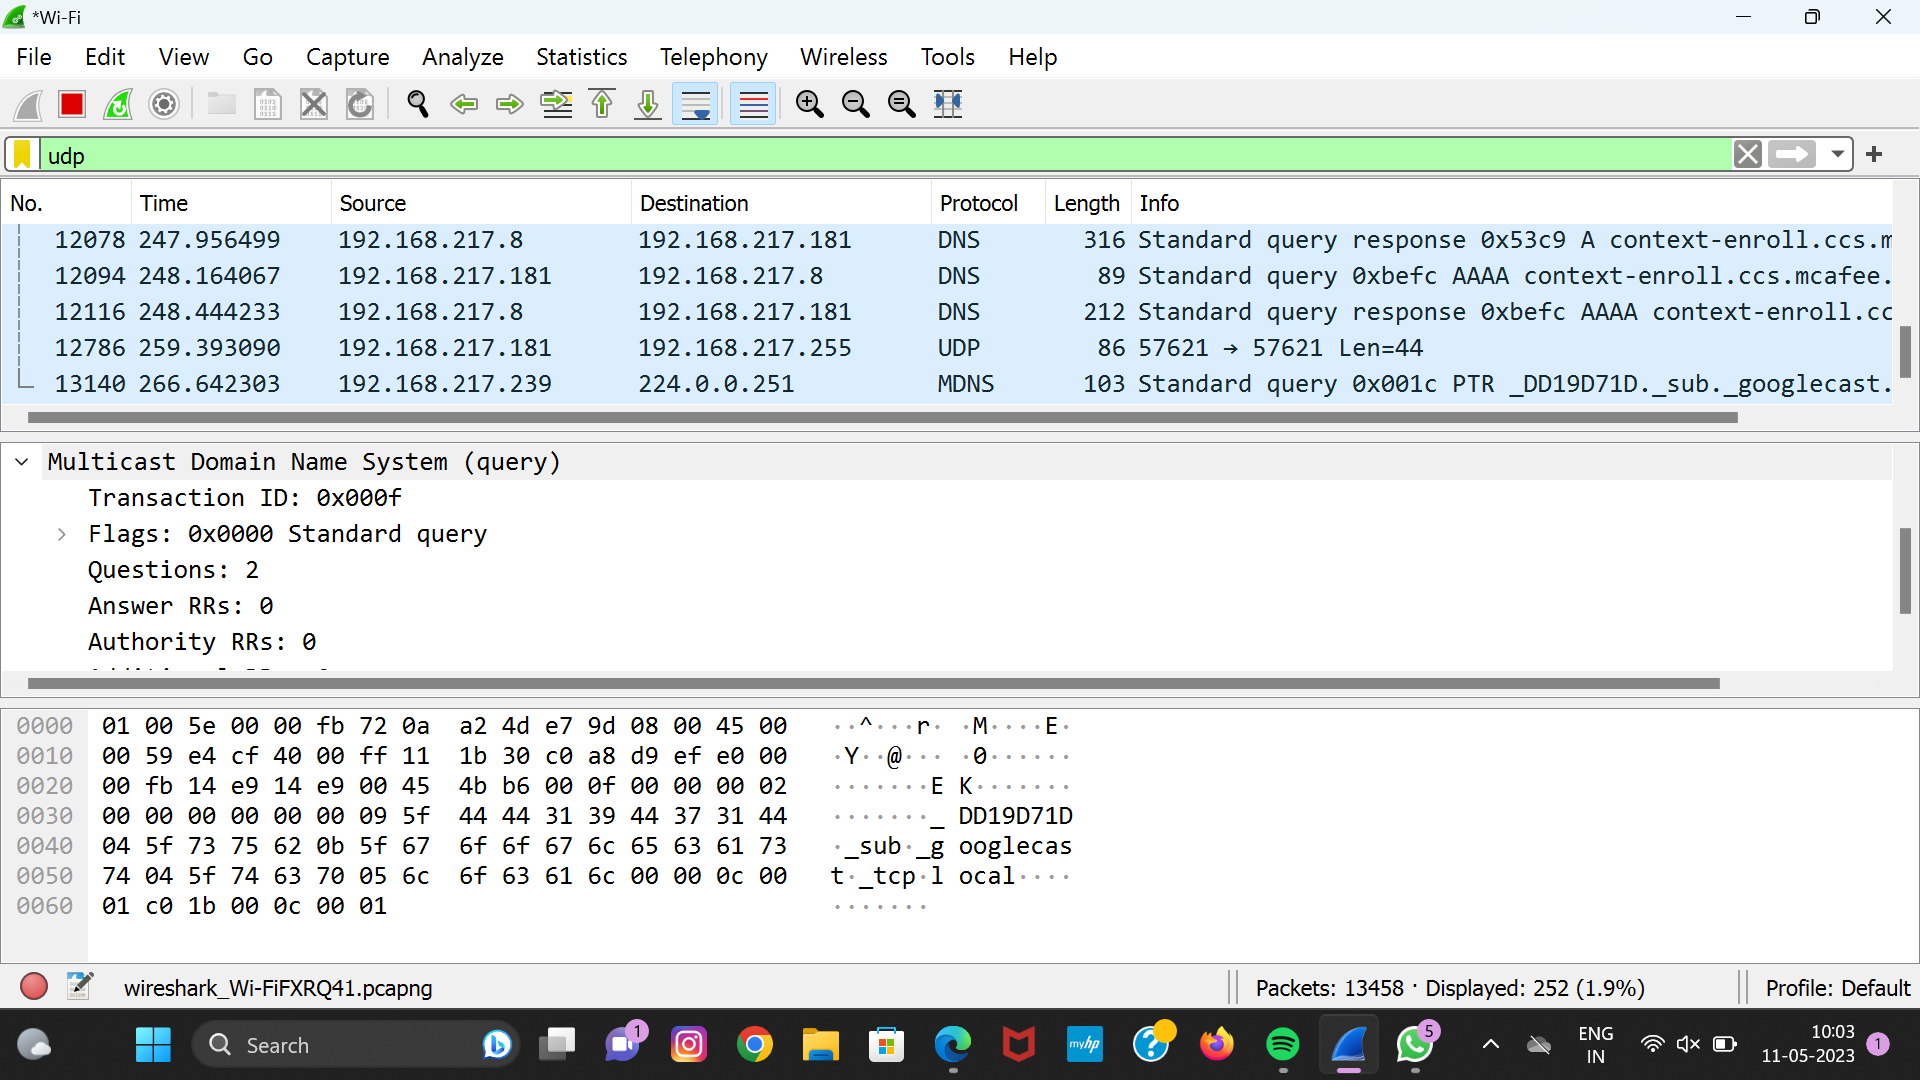 *Wi-Fi
File Edit View Go Capture Analyze Statistics Telephony Wireless Tools Help
udp
No. Time Source Destination Protocol Length Info
12078 247.956499 192.168.217.8 192.168.217.181 DNS 316 Standard query response 0x53c9 A context-enroll.ccs.m
12094 248.164067 192.168.217.181 192.168.217.8 DNS 89 Standard query 0xbefc AAAA context-enroll.ccs.mcafee.
12116 248.444233 192.168.217.8 192.168.217.181 DNS 212 Standard query response 0xbefc AAAA context-enroll.cc
12786 259.393090 192.168.217.181 192.168.217.255 UDP 86 57621 → 57621 Len=44
13140 266.642303 192.168.217.239 224.0.0.251 MDNS 103 Standard query 0x001c PTR _DD19D71D._sub._googlecast.
Multicast Domain Name System (query)
Transaction ID: 0x000f
Flags: 0x0000 Standard query
Questions: 2
Answer RRs: 0
Authority RRs: 0
0000 01 00 5e 00 00 fb 72 0a a2 4d e7 9d 08 00 45 00 ··^···r· ·M····E·
0010 00 59 e4 cf 40 00 ff 11 1b 30 c0 a8 d9 ef e0 00 ·Y··@··· ·0······
0020 00 fb 14 e9 14 e9 00 45 4b b6 00 0f 00 00 00 02 ·······E K·······
0030 00 00 00 00 00 00 09 5f 44 44 31 39 44 37 31 44 ·······_ DD19D71D
0040 04 5f 73 75 62 0b 5f 67 6f 6f 67 6c 65 63 61 73 ·_sub·_g ooglecas
0050 74 04 5f 74 63 70 05 6c 6f 63 61 6c 00 00 0c 00 t·_tcp·l ocal····
0060 01 c0 1b 00 0c 00 01 ·······
wireshark_Wi-FiFXRQ41.pcapng Packets: 13458 · Displayed: 252 (1.9%) Profile: Default
Search 1 myhp 5 ENG IN 10:03 11-05-2023 1